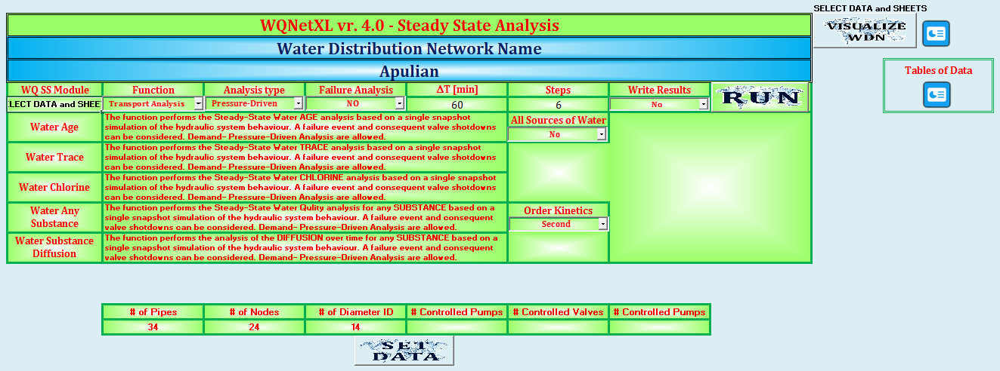 SELECT DATA and SHEETS
WQNetXL vr. 4.0 - Steady State Analysis
VISUALIZE
WDN
Water Distribution Network Name
Apulian
Tables of Data
WQ SS Module Function Analysis type Failure Analysis ΔT [min] Steps Write Results
LECT DATA and SHEE Transport Analysis Pressure-Driven NO 60 6 No RUN
Water Age
The function performs the Steady-State Water AGE analysis based on a single snapshot
simulation of the hydraulic system behaviour. A failure event and consequent valve shotdowns
can be considered. Demand- Pressure-Driven Analysis are allowed.
All Sources of Water
No
Water Trace
The function performs the Steady-State Water TRACE analysis based on a single snapshot
simulation of the hydraulic system behaviour. A failure event and consequent valve shotdowns
can be considered. Demand- Pressure-Driven Analysis are allowed.
Water Chlorine
The function performs the Steady-State Water CHLORINE analysis based on a single snapshot
simulation of the hydraulic system behaviour. A failure event and consequent valve shotdowns
can be considered. Demand- Pressure-Driven Analysis are allowed.
Water Any
Substance
The function performs the Steady-State Water Qulity analysis for any SUBSTANCE based on a
single snapshot simulation of the hydraulic system behaviour. A failure event and consequent
valve shotdowns can be considered. Demand- Pressure-Driven Analysis are allowed.
Order Kinetics
Second
Water Substance
Diffusion
The function performs the analysis of the DIFFUSION over time for any SUBSTANCE based on a
single snapshot simulation of the hydraulic system behaviour. A failure event and consequent
valve shotdowns can be considered. Demand- Pressure-Driven Analysis are allowed.
# of Pipes # of Nodes # of Diameter ID # Controlled Pumps # Controlled Valves # Controlled Pumps
34 24 14
SET
DATA